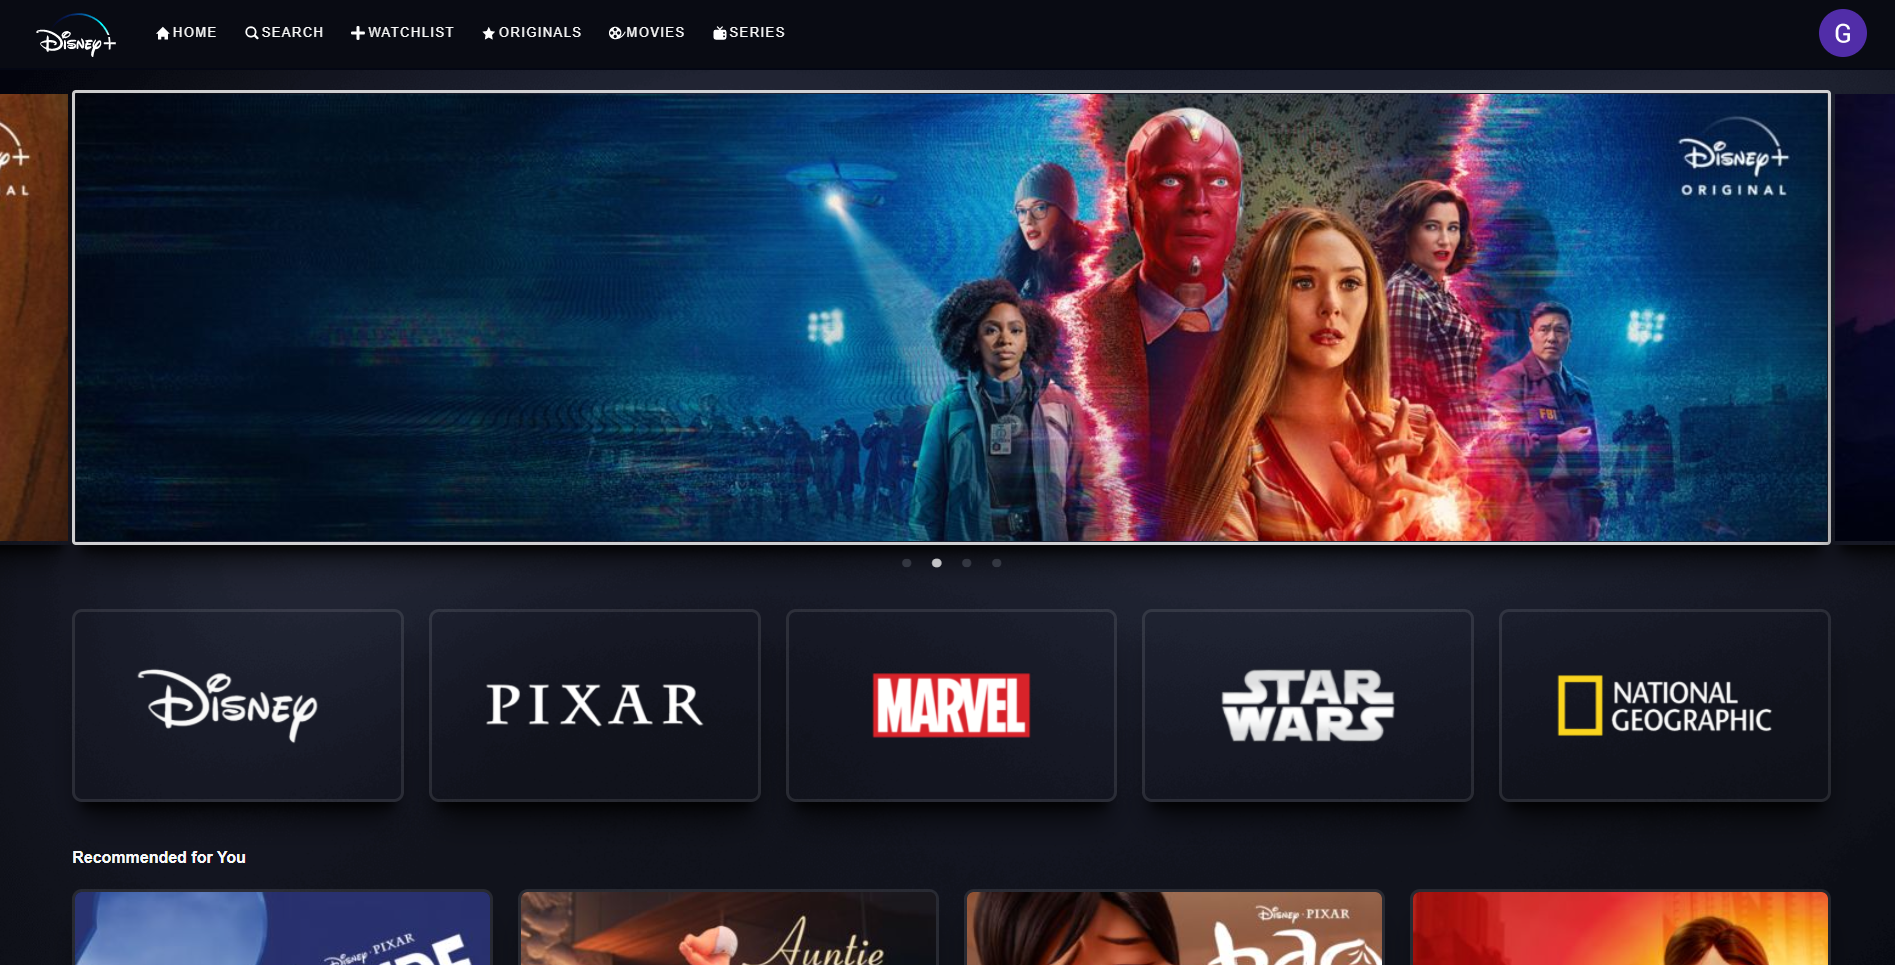 Disney+ HOME SEARCH WATCHLIST ORIGINALS MOVIES SERIES G
Disney+
ORIGINAL
AL
FBI
Disney PIXAR MARVEL STAR WARS NATIONAL GEOGRAPHIC
Recommended for You
Disney · PIXAR
Auntie
Disney · PIXAR
bao